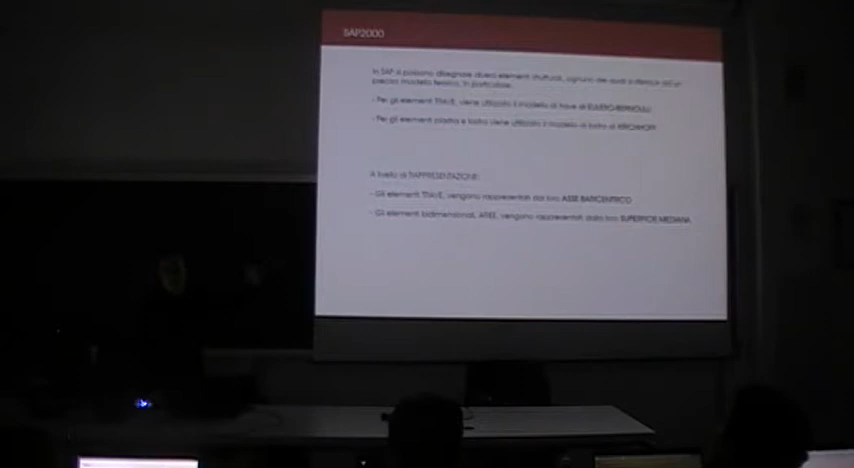 SAP2000
In SAP si possono disegnare diversi elementi strutturali, ognuno dei quali si riferisce ad un
preciso modello teorico, in particolare:
- Per gli elementi TRAVE, viene utilizzato il modello di trave di EULERO-BERNOULLI
- Per gli elementi piastra e lastra viene utilizzato il modello di lastra di KIRCHHOFF
A livello di RAPPRESENTAZIONE:
- Gli elementi TRAVE, vengono rappresentati dal loro ASSE BARICENTRICO
- Gli elementi bidimensionali, AREE, vengono rappresentati dalla loro SUPERFICIE MEDIANA